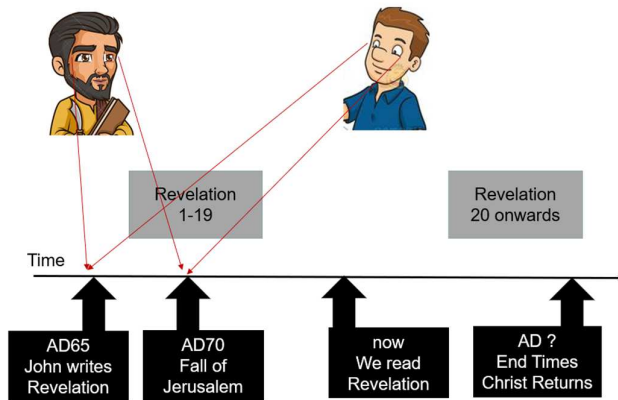 Revelation
1-19
Revelation
20 onwards
Time
AD65
John writes
Revelation
AD70
Fall of
Jerusalem
now
We read
Revelation
AD ?
End Times
Christ Returns